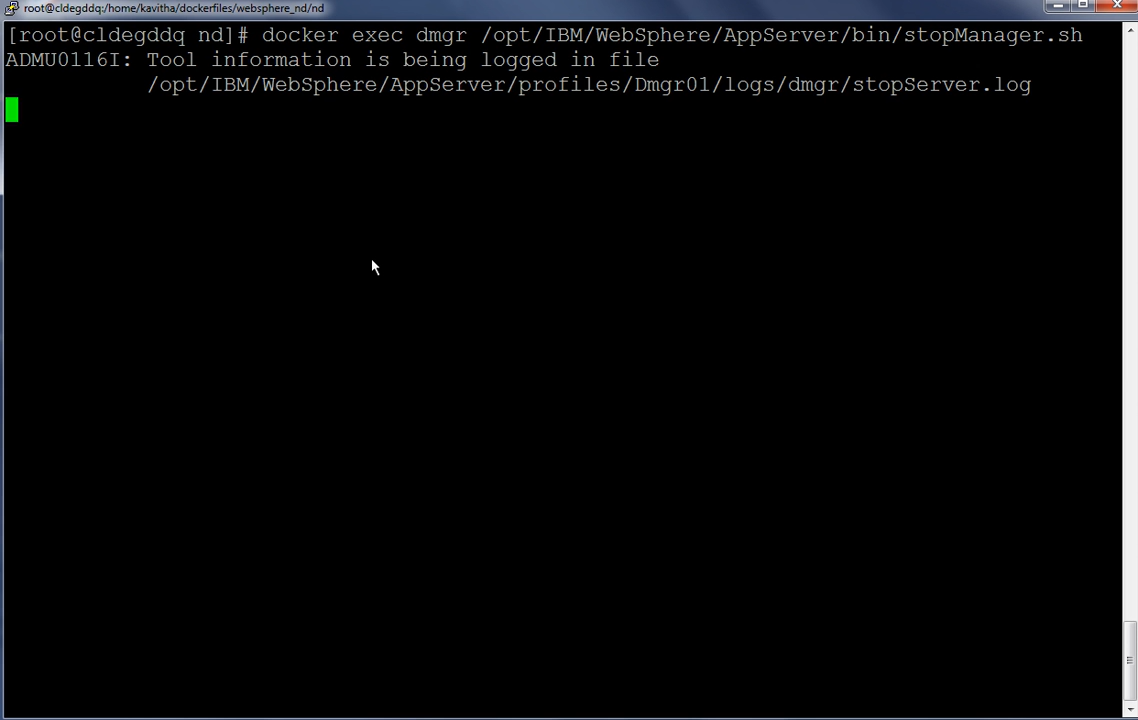 root@cldegddq:/home/kavitha/dockerfiles/websphere_nd/nd
[root@cldegddq nd]# docker exec dmgr /opt/IBM/WebSphere/AppServer/bin/stopManager.sh
ADMU0116I: Tool information is being logged in file
/opt/IBM/WebSphere/AppServer/profiles/Dmgr01/logs/dmgr/stopServer.log